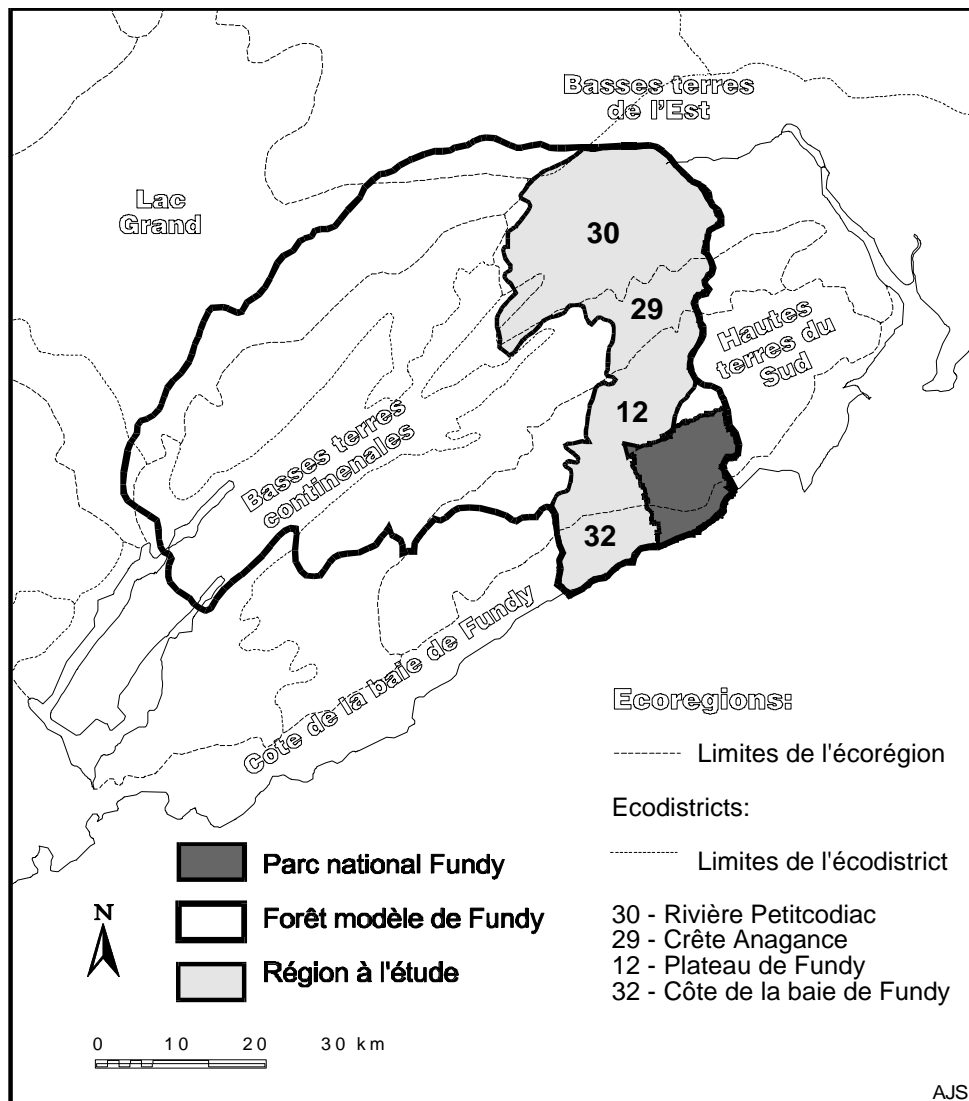 Basses terres
de l'Est
Lac
Grand
30
29
Hautes
terres du
Sud
12
Basses terres
continenales
32
Cote de la baie de Fundy
Ecoregions:
Limites de l'écorégion
Ecodistricts:
Limites de l'écodistrict
30 - Rivière Petitcodiac
29 - Crête Anagance
12 - Plateau de Fundy
32 - Côte de la baie de Fundy
Parc national Fundy
Forêt modèle de Fundy
Région à l'étude
N
0 10 20 30 km
AJS